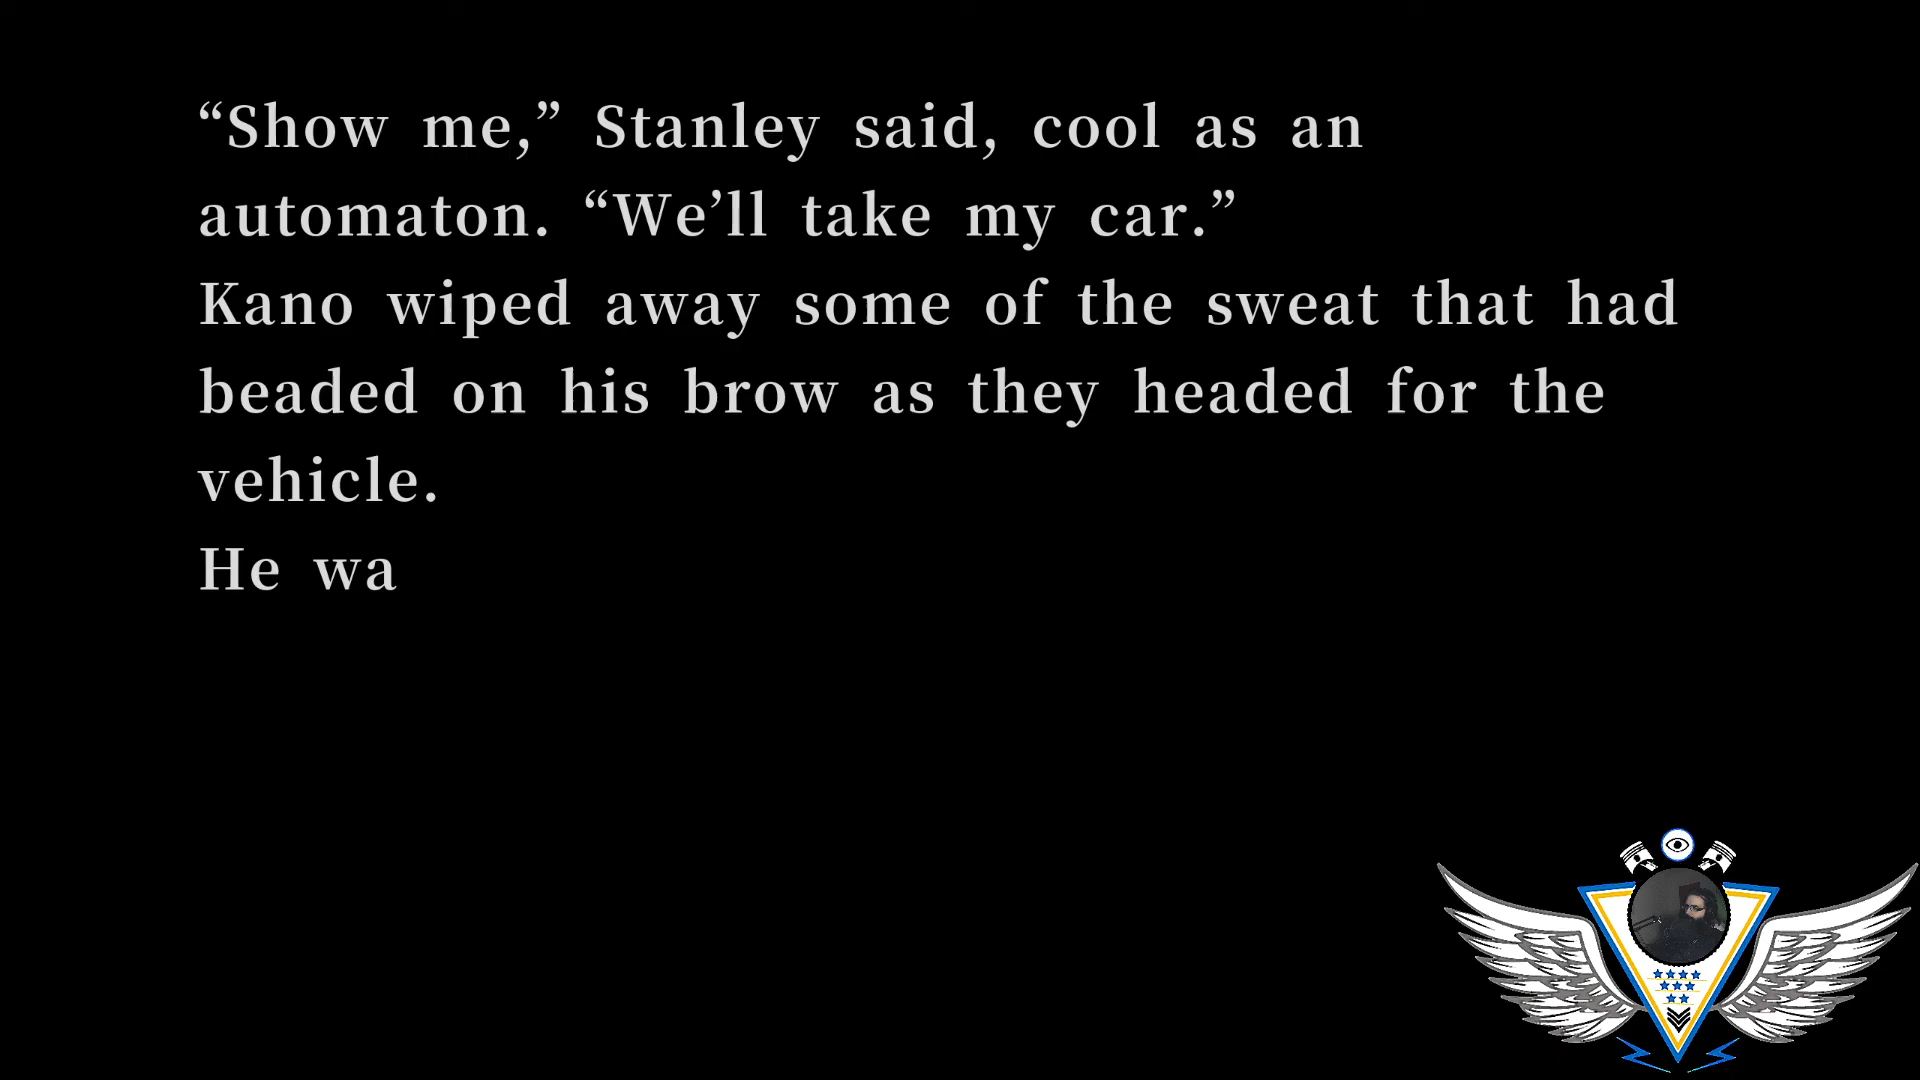 “Show me,” Stanley said, cool as an
automaton. “We’ll take my car.”
Kano wiped away some of the sweat that had
beaded on his brow as they headed for the
vehicle.
He wa